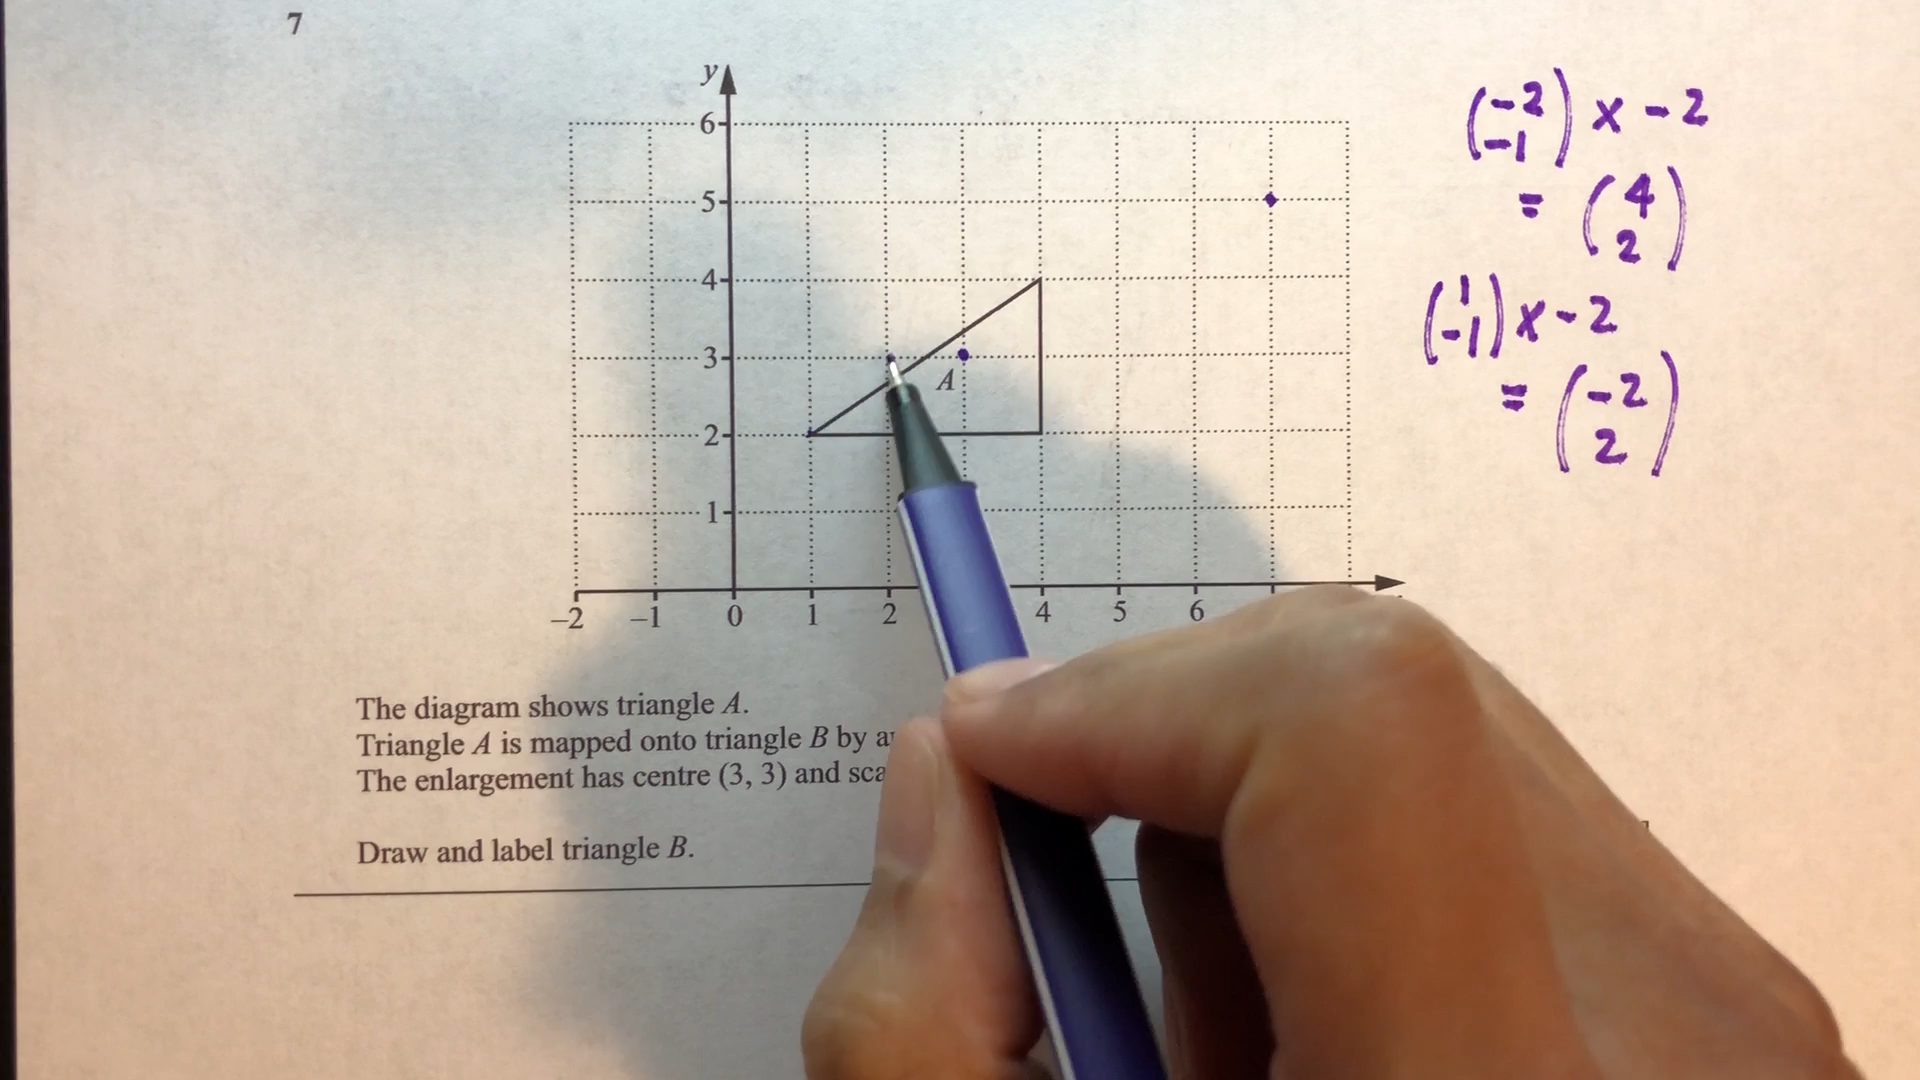 7
y
6
5
4
3
2
1
A
–2 –1 0 1 2 4 5 6
The diagram shows triangle A.
Triangle A is mapped onto triangle B by
The enlargement has centre (3, 3) and
Draw and label triangle B.
(-2 -1) x -2
= (4 2)
(1 -1) x -2
= (-2 2)